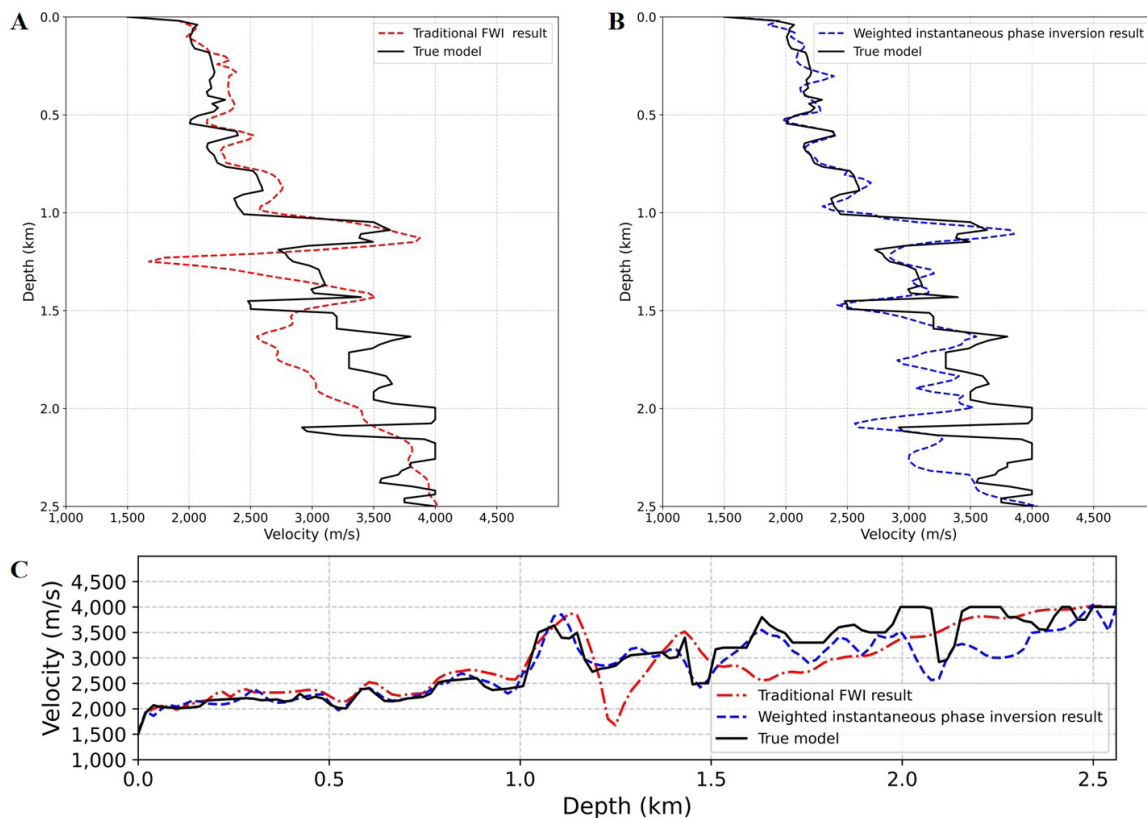 A
0.0
0.5
1.0
1.5
2.0
2.5
Depth (km)
1,000 1,500 2,000 2,500 3,000 3,500 4,000 4,500
Velocity (m/s)
Traditional FWI result
True model
B
0.0
0.5
1.0
1.5
2.0
2.5
Depth (km)
1,000 1,500 2,000 2,500 3,000 3,500 4,000 4,500
Velocity (m/s)
Weighted instantaneous phase inversion result
True model
C
4,500
4,000
3,500
3,000
2,500
2,000
1,500
1,000
Velocity (m/s)
Traditional FWI result
Weighted instantaneous phase inversion result
True model
0.0 0.5 1.0 1.5 2.0 2.5
Depth (km)